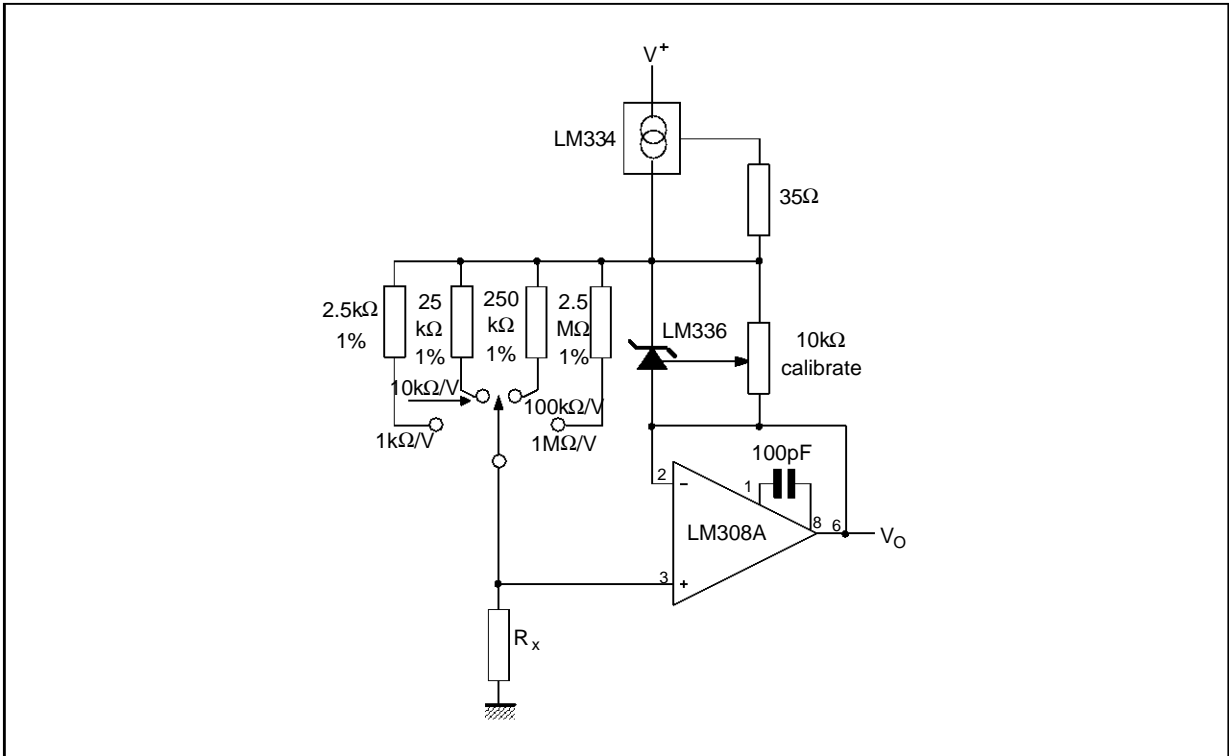 V+
LM334
35Ω
2.5kΩ
1%
25
kΩ
1%
250
kΩ
1%
2.5
MΩ
1%
LM336
10kΩ
calibrate
10kΩ/V
100kΩ/V
1kΩ/V
1MΩ/V
100pF
2
-
1
LM308A
8
6
VO
3
+
Rx